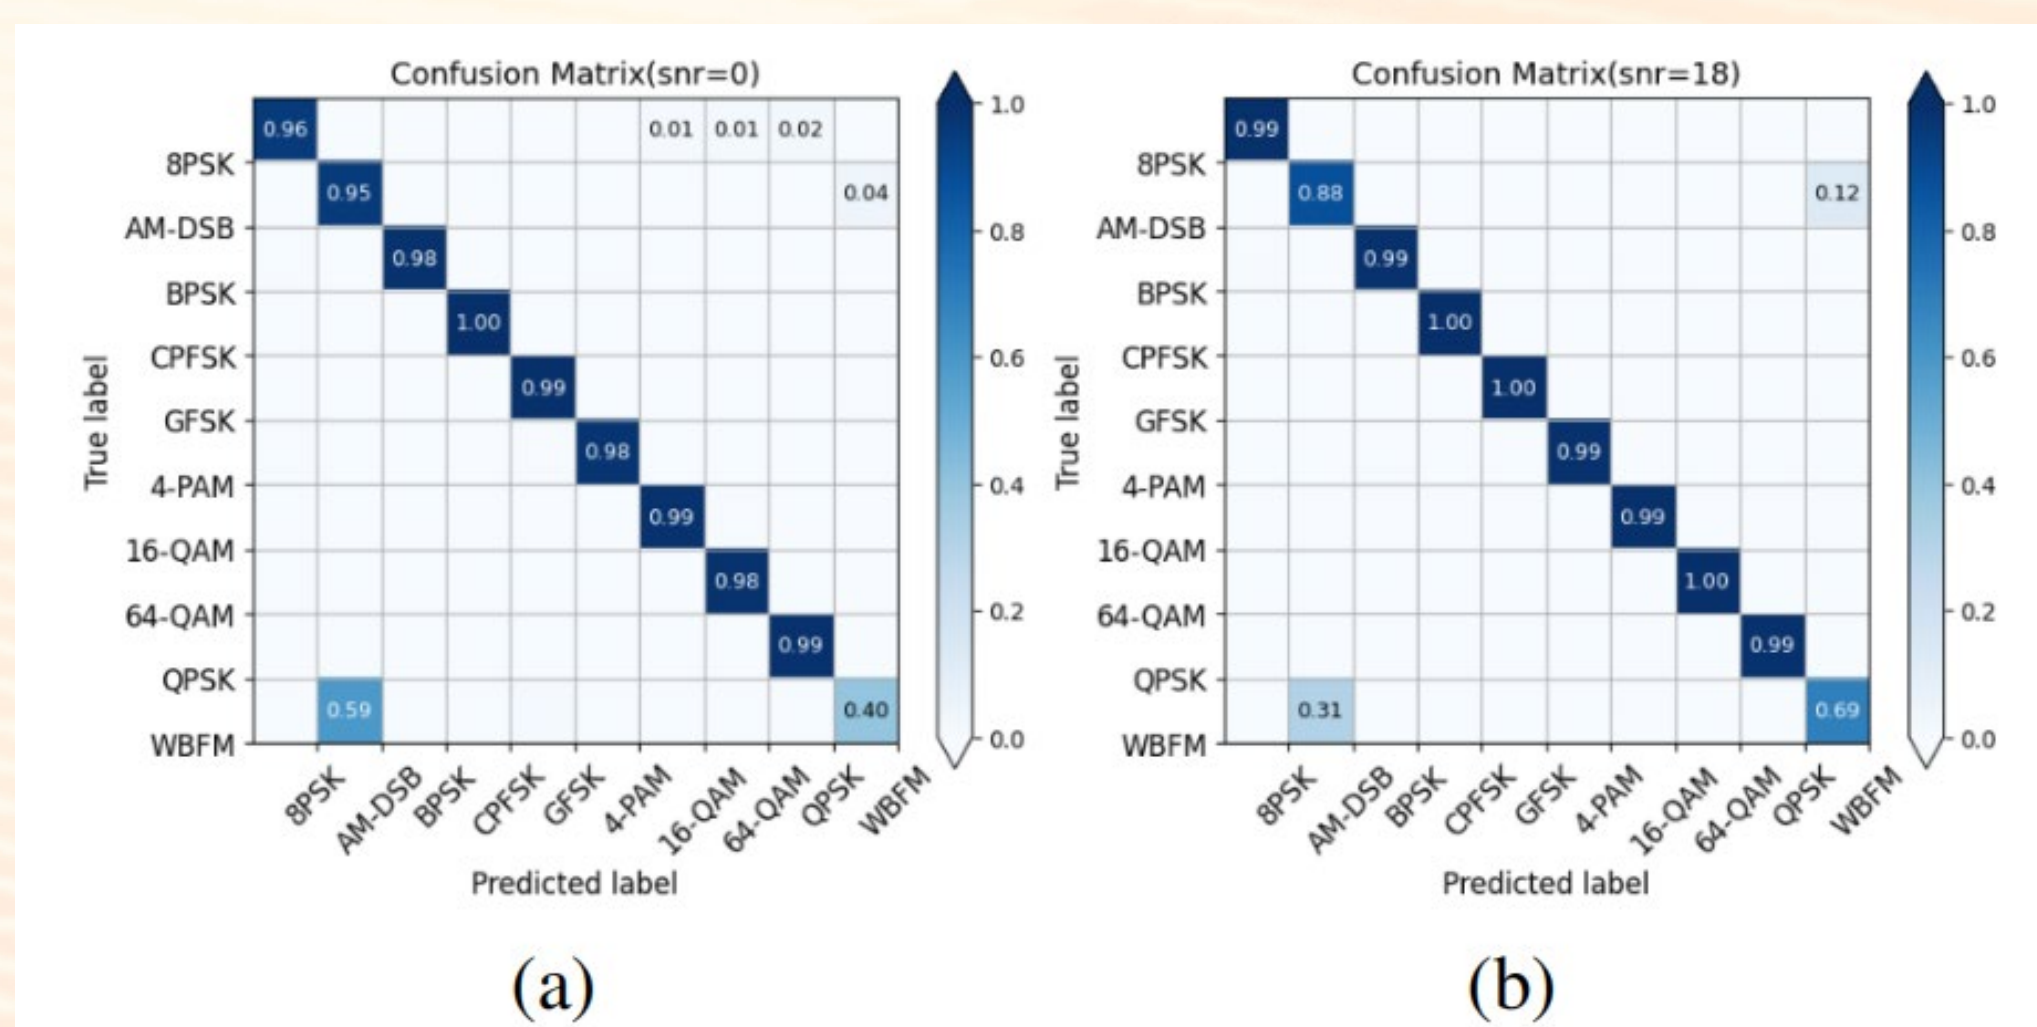 Confusion Matrix(snr=0)
0.96 0.01 0.01 0.02
0.95 0.04
0.98
1.00
0.99
0.98
0.99
0.98
0.99
0.59 0.40
8PSK
AM-DSB
BPSK
CPFSK
GFSK
4-PAM
16-QAM
64-QAM
QPSK
WBFM
True label
8PSK AM-DSB BPSK CPFSK GFSK 4-PAM 16-QAM 64-QAM QPSK WBFM
Predicted label
1.0
0.8
0.6
0.4
0.2
0.0
(a)
Confusion Matrix(snr=18)
0.99
0.88 0.12
0.99
1.00
1.00
0.99
0.99
1.00
0.99
0.31 0.69
8PSK
AM-DSB
BPSK
CPFSK
GFSK
4-PAM
16-QAM
64-QAM
QPSK
WBFM
True label
8PSK AM-DSB BPSK CPFSK GFSK 4-PAM 16-QAM 64-QAM QPSK WBFM
Predicted label
1.0
0.8
0.6
0.4
0.2
0.0
(b)